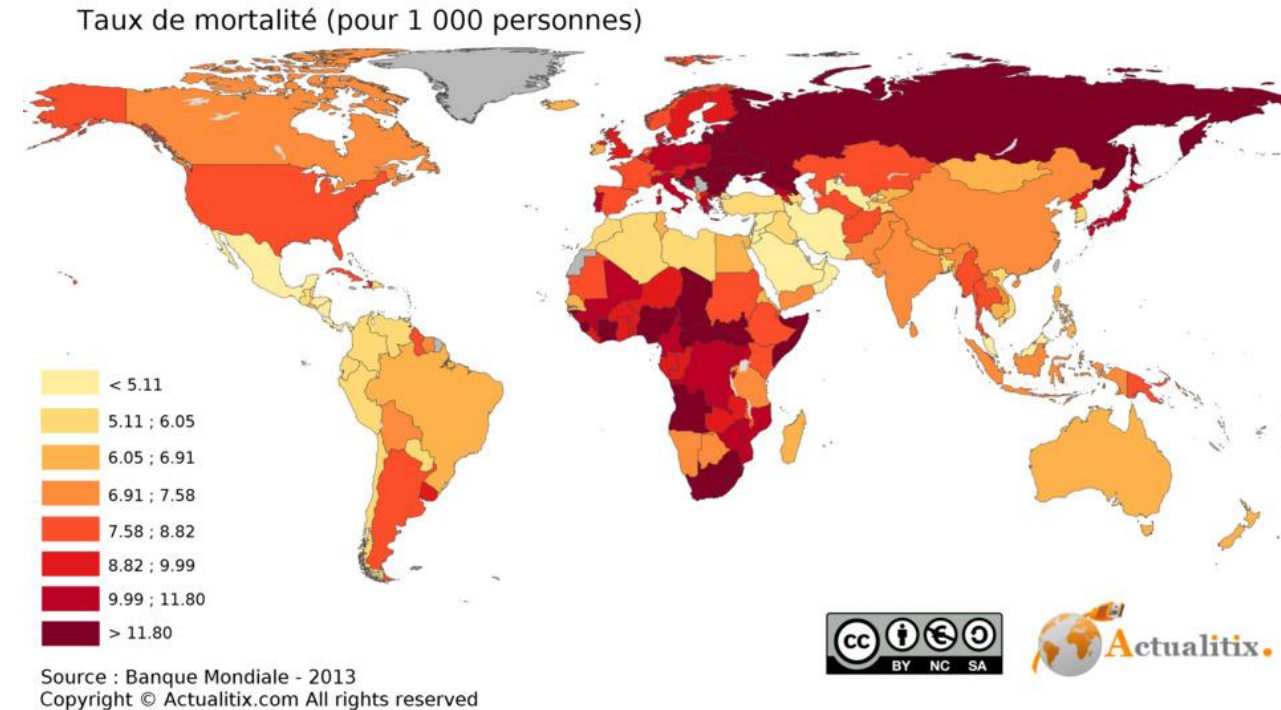 Taux de mortalité (pour 1 000 personnes)
< 5.11
5.11 ; 6.05
6.05 ; 6.91
6.91 ; 7.58
7.58 ; 8.82
8.82 ; 9.99
9.99 ; 11.80
> 11.80
cc
BY NC SA
Actualitix.
Source : Banque Mondiale - 2013
Copyright © Actualitix.com All rights reserved